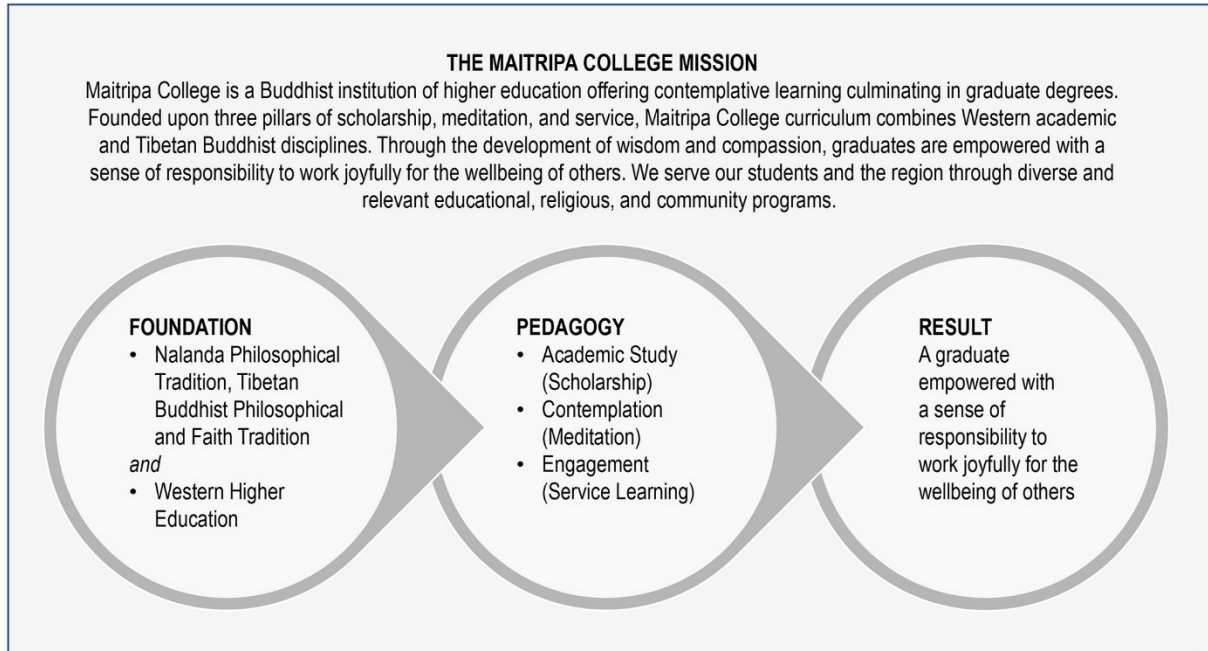 THE MAITRIPA COLLEGE MISSION
Maitripa College is a Buddhist institution of higher education offering contemplative learning culminating in graduate degrees.
Founded upon three pillars of scholarship, meditation, and service, Maitripa College curriculum combines Western academic
and Tibetan Buddhist disciplines. Through the development of wisdom and compassion, graduates are empowered with a
sense of responsibility to work joyfully for the wellbeing of others. We serve our students and the region through diverse and
relevant educational, religious, and community programs.
FOUNDATION
• Nalanda Philosophical
Tradition, Tibetan
Buddhist Philosophical
and Faith Tradition
and
• Western Higher
Education
PEDAGOGY
• Academic Study
(Scholarship)
• Contemplation
(Meditation)
• Engagement
(Service Learning)
RESULT
A graduate
empowered with
a sense of
responsibility to
work joyfully for the
wellbeing of others